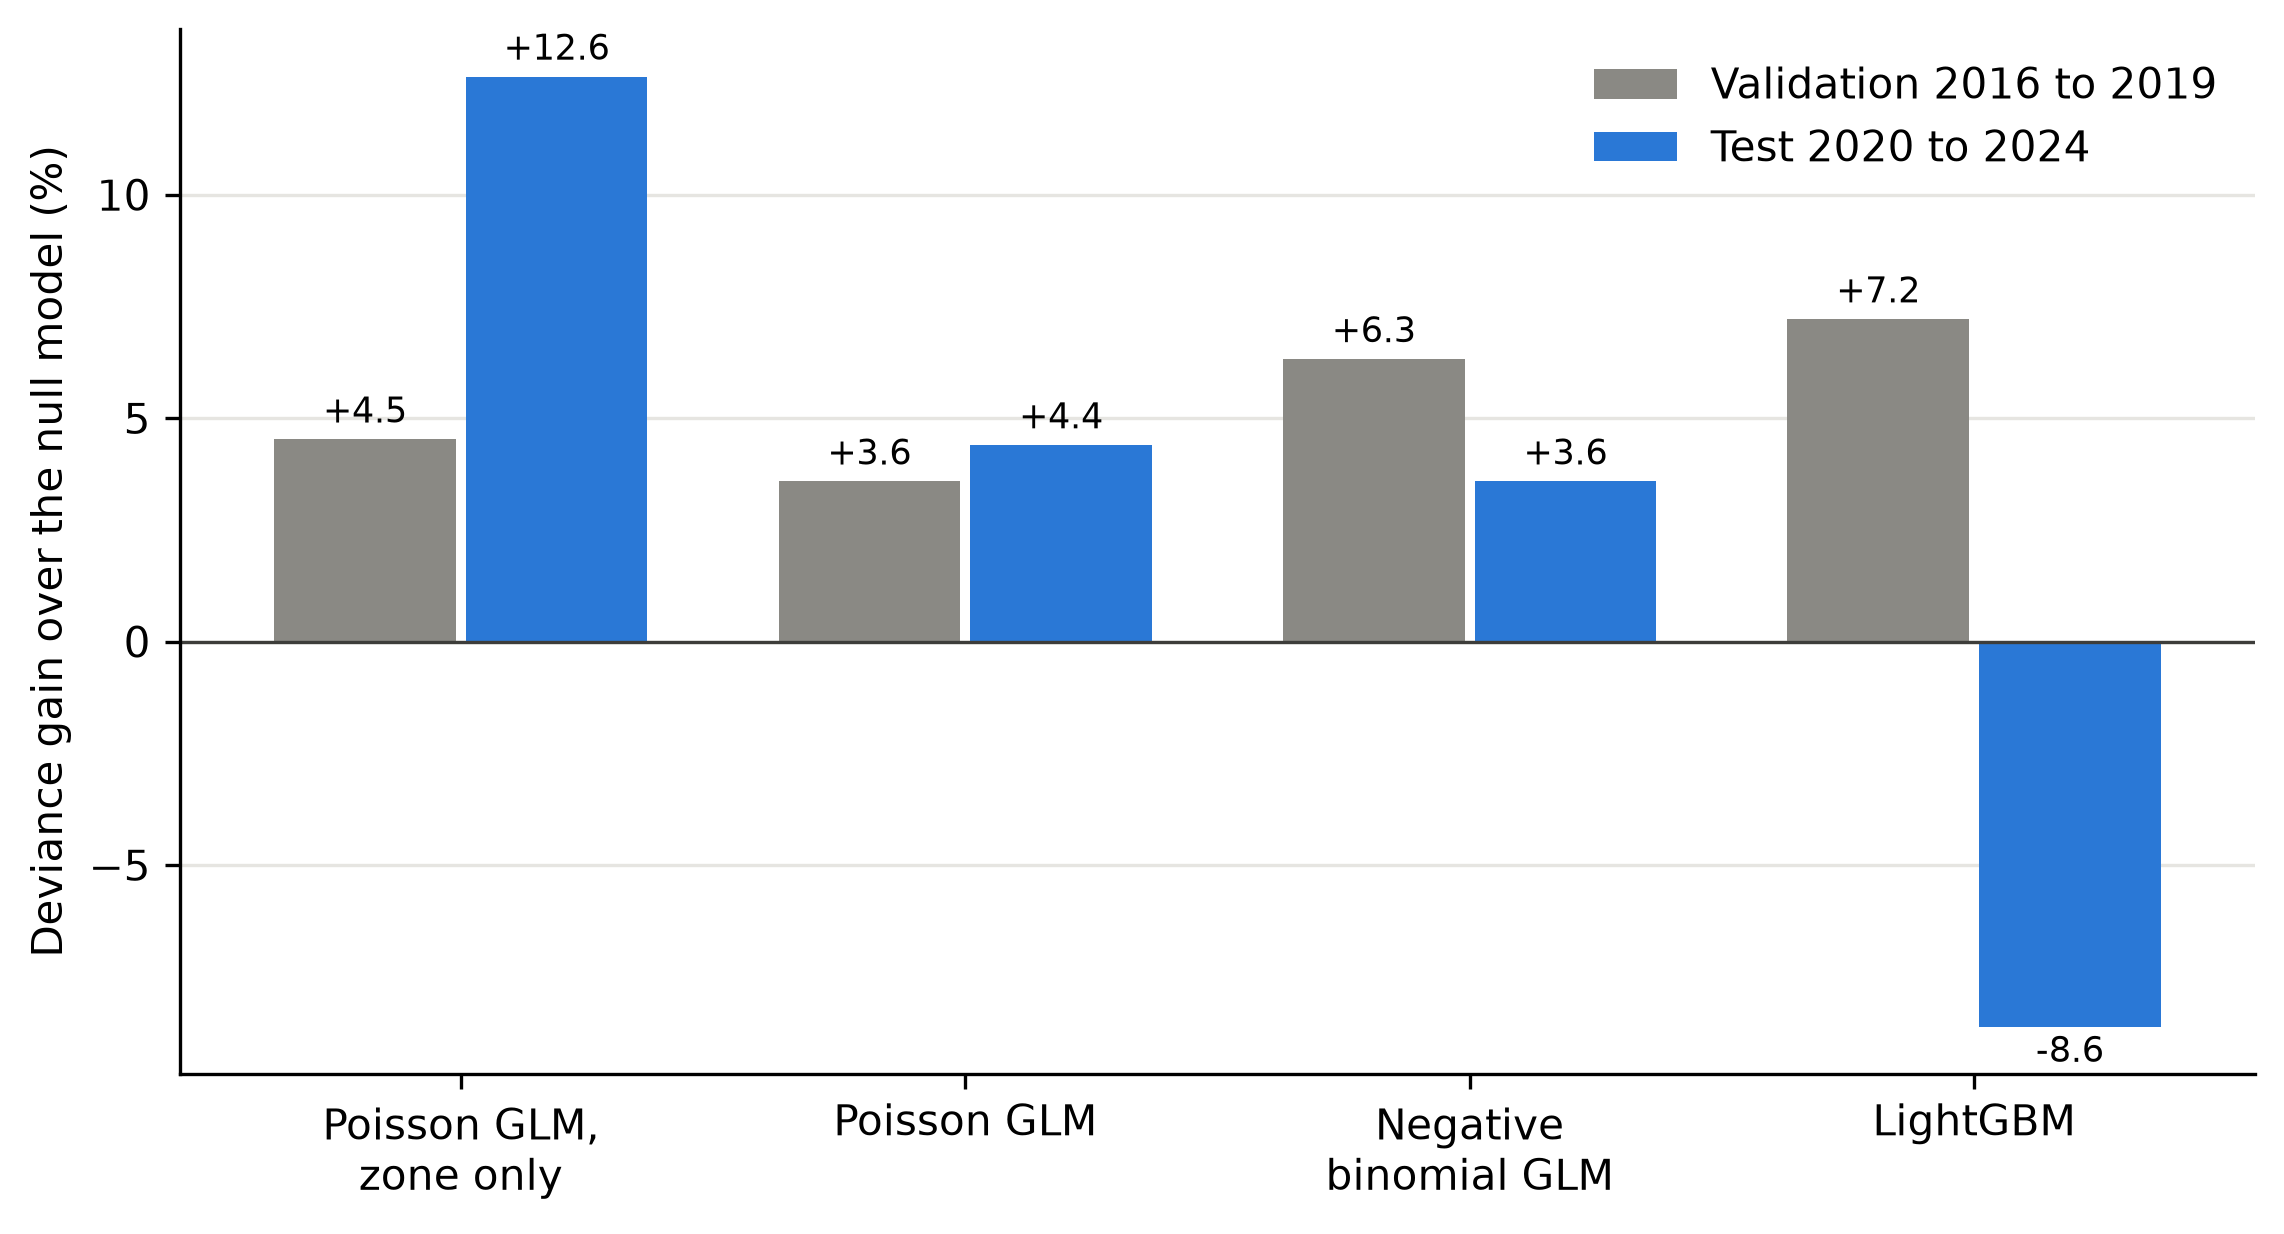 Deviance gain over the null model (%)
10
5
0
−5
Validation 2016 to 2019
Test 2020 to 2024
+4.5
+12.6
+3.6
+4.4
+6.3
+3.6
+7.2
-8.6
Poisson GLM,
zone only
Poisson GLM
Negative
binomial GLM
LightGBM